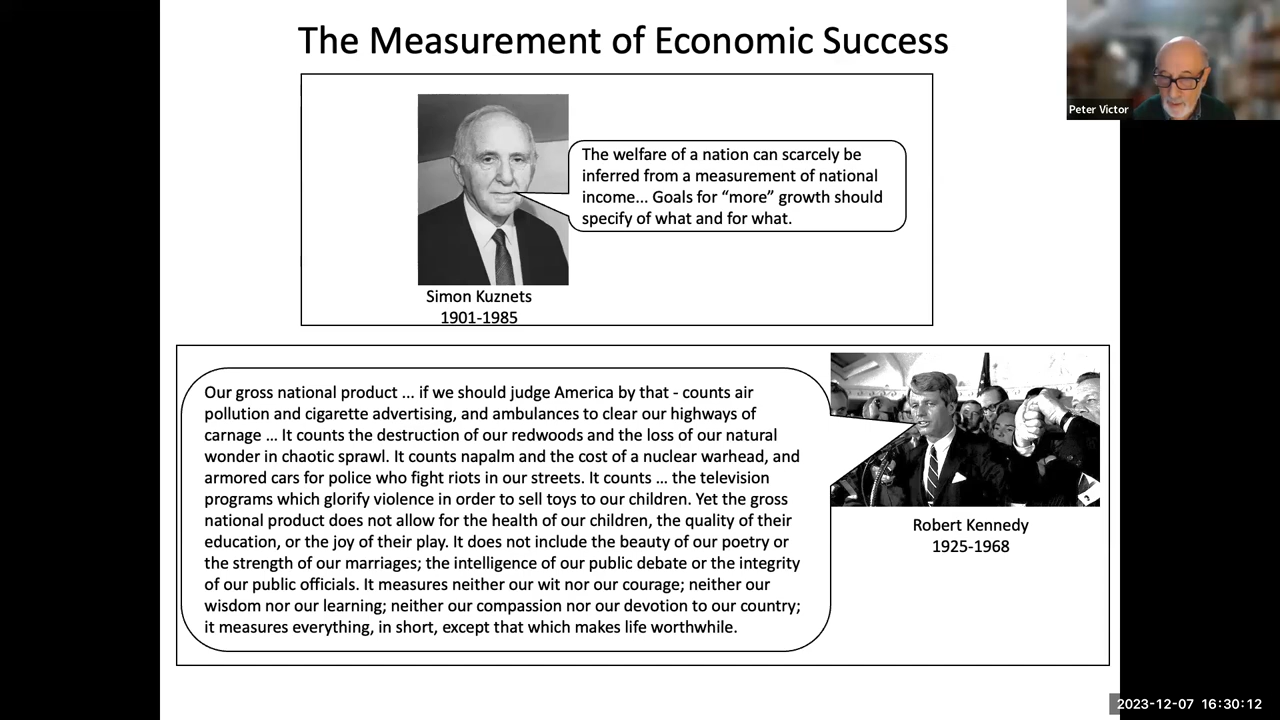 The Measurement of Economic Success
Peter Victor
The welfare of a nation can scarcely be
inferred from a measurement of national
income... Goals for “more” growth should
specify of what and for what.
Simon Kuznets
1901-1985
Our gross national product ... if we should judge America by that - counts air
pollution and cigarette advertising, and ambulances to clear our highways of
carnage ... It counts the destruction of our redwoods and the loss of our natural
wonder in chaotic sprawl. It counts napalm and the cost of a nuclear warhead, and
armored cars for police who fight riots in our streets. It counts ... the television
programs which glorify violence in order to sell toys to our children. Yet the gross
national product does not allow for the health of our children, the quality of their
education, or the joy of their play. It does not include the beauty of our poetry or
the strength of our marriages; the intelligence of our public debate or the integrity
of our public officials. It measures neither our wit nor our courage; neither our
wisdom nor our learning; neither our compassion nor our devotion to our country;
it measures everything, in short, except that which makes life worthwhile.
Robert Kennedy
1925-1968
2023-12-07 16:30:12